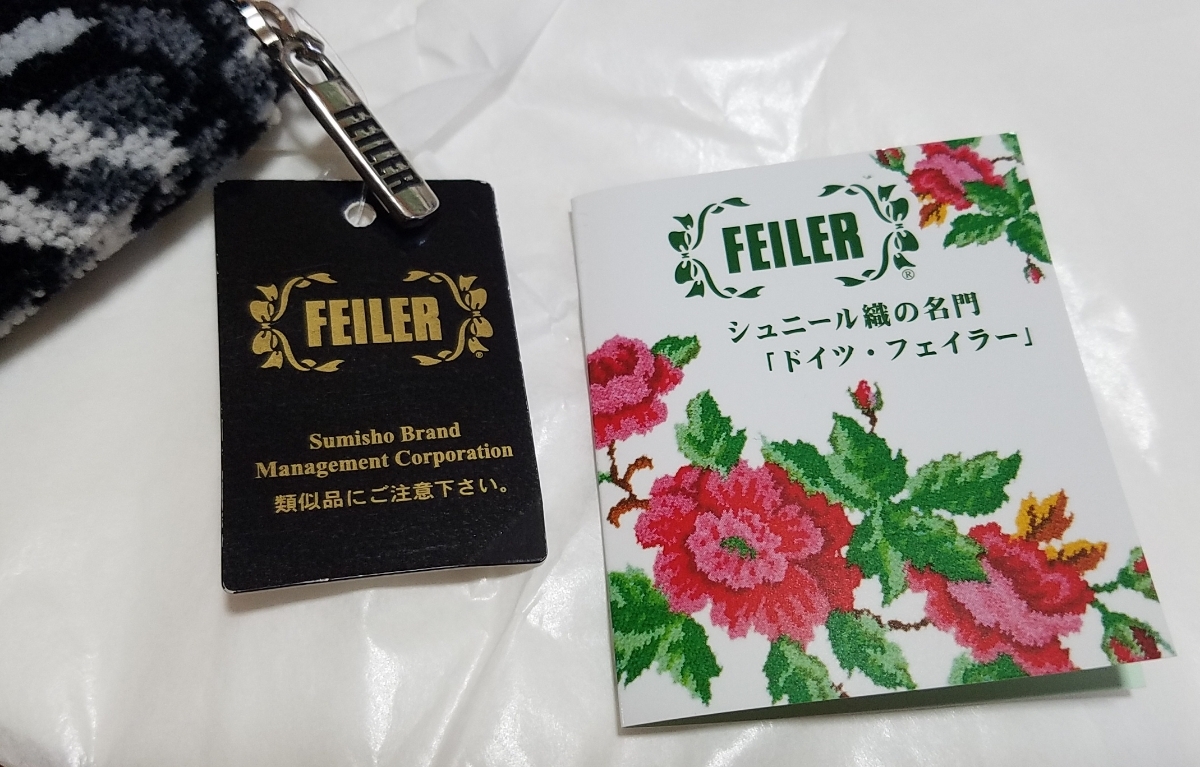 FEILER
FEILER
Sumisho Brand
Management Corporation
類似品にご注意下さい。
FEILER®
シュニール織の名門
「ドイツ・フェイラー」